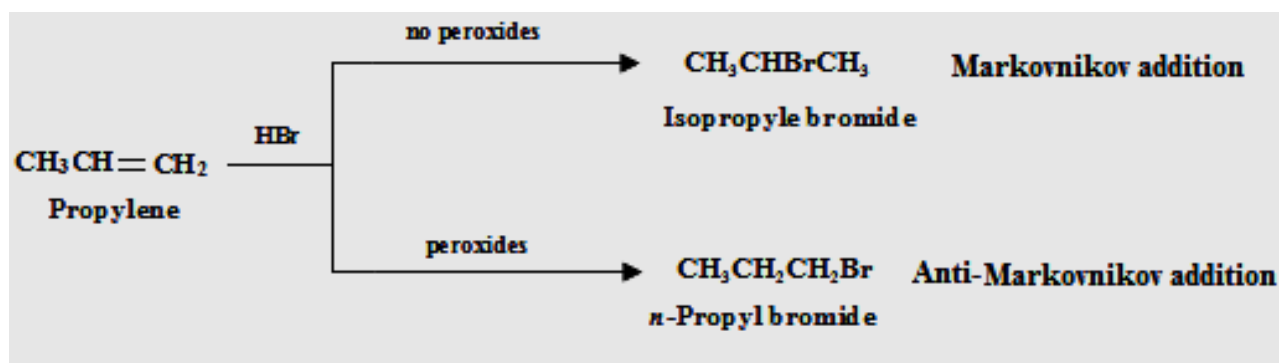 no peroxides
CH₃CHBrCH₃ Markovnikov addition
Isopropyle bromide
HBr
CH₃CH=CH₂
Propylene
peroxides
CH₃CH₂CH₂Br Anti-Markovnikov addition
n-Propyl bromide